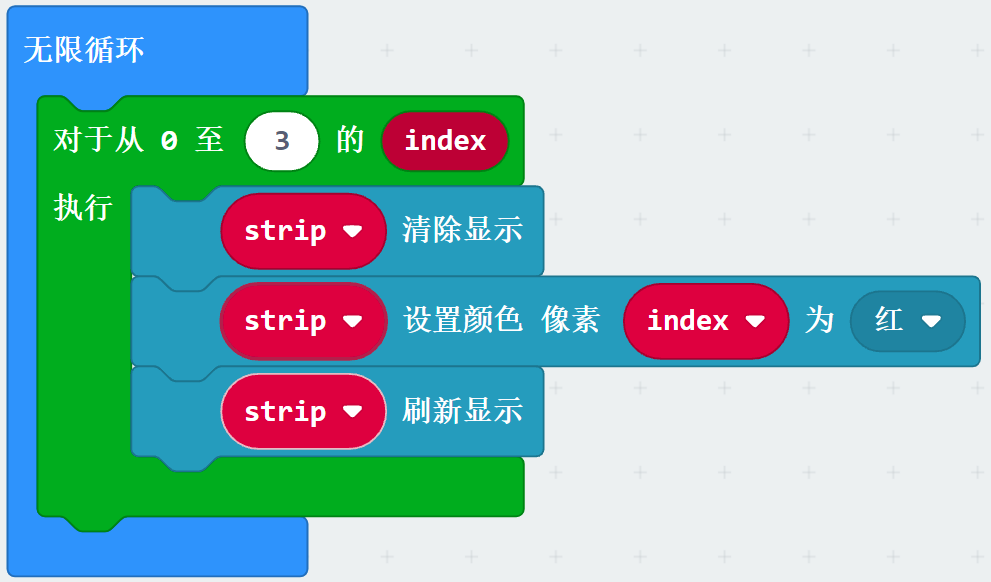 无限循环
对于从 0 至 3 的 index
执行
strip 清除显示
strip 设置颜色 像素 index 为 红
strip 刷新显示